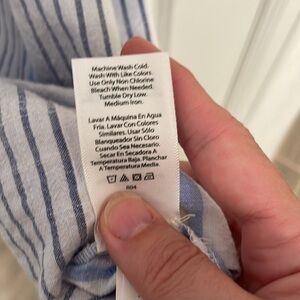 Machine Wash Cold.
Wash With Like Colors.
Use Only Non Chlorine
Bleach When Needed.
Tumble Dry Low.
Medium Iron.
Lavar A Máquina En Agua
Fría. Lavar Con Colores
Similares. Usar Sólo
Blanqueador Sin Cloro
Cuando Sea Necesario.
Secar En Secadora A
Temperatura Baja. Planchar
A Temperatura Media.
R04